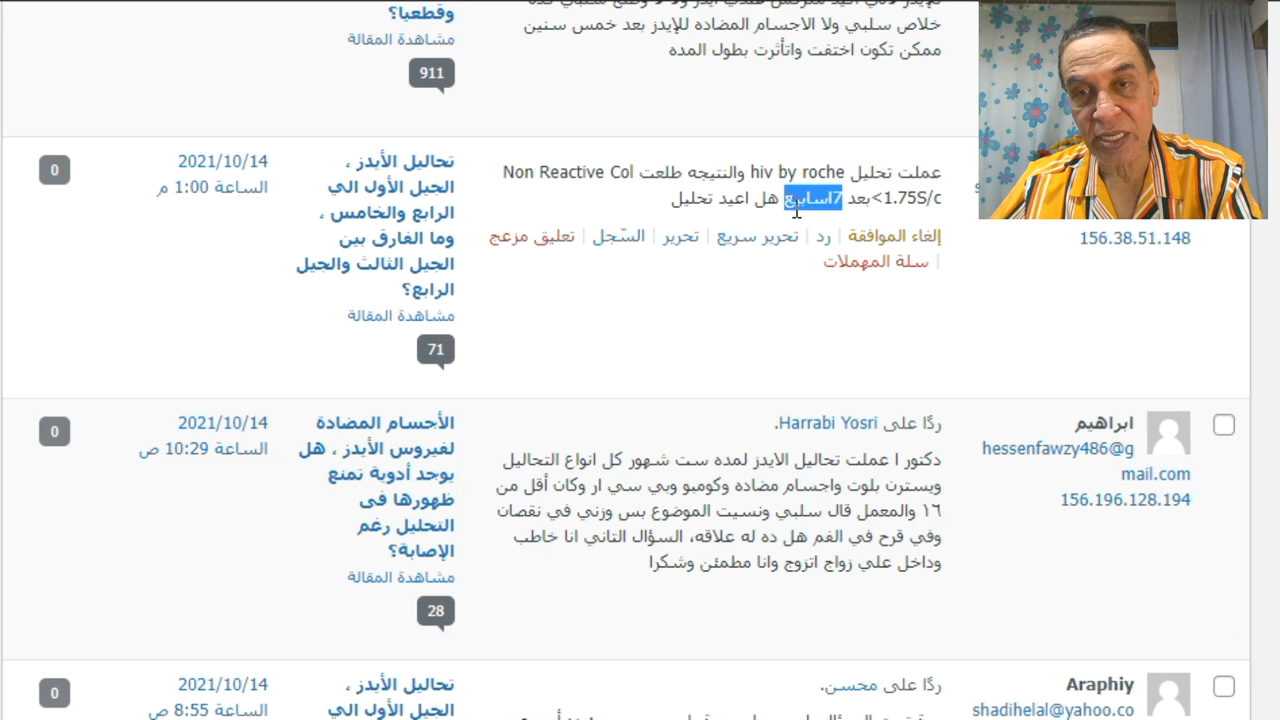 خلاص سلبي ولا الاجسام المضاده للإيدز بعد خمس سنين
ممكن تكون اختفت واتأثرت بطول المده
وقطعيا؟
مشاهدة المقالة
911
156.38.51.148
عملت تحليل hiv by roche والنتيجه طلعت Non Reactive Col
<1.75S/c بعد 7اسابيع هل اعيد تحليل
إلغاء الموافقة | رد | تحرير سريع | تحرير | السّجل | تعليق مزعج
| سلة المهملات
تحاليل الأيدز ،
الجيل الأول الي
الرابع والخامس ،
وما الفارق بين
الجيل الثالث والجيل
الرابع؟
مشاهدة المقالة
71
2021/10/14
الساعة 1:00 م
0
ابراهيم
hessenfawzy486@g
mail.com
156.196.128.194
ردًا على Harrabi Yosri.
دكتور ا عملت تحاليل الايدز لمده ست شهور كل انواع التحاليل
ويسترن بلوت واجسام مضاده وكومبو وبي سي ار وكان أقل من
١٦ والمعمل قال سلبي ونسيت الموضوع بس وزني في نقصان
وفي قرح في الفم هل ده له علاقه، السؤال التاني انا خاطب
وداخل علي زواج اتزوج وانا مطمئن وشكرا
الأجسام المضادة
لفيروس الأيدز ، هل
يوجد أدوية تمنع
ظهورها فى
التحليل رغم
الإصابة؟
مشاهدة المقالة
28
2021/10/14
الساعة 10:29 ص
0
Araphiy
shadihelal@yahoo.co
ردًا على محسن.
تحاليل الأيدز ،
الجيل الأول الي
2021/10/14
الساعة 8:55 ص
0